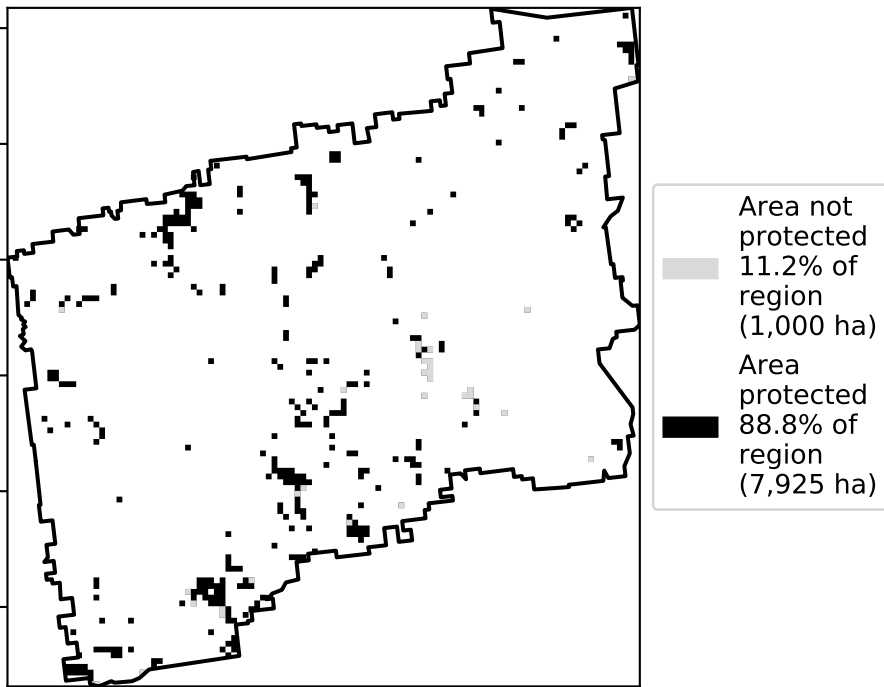 Area not
protected
11.2% of
region
(1,000 ha)
Area
protected
88.8% of
region
(7,925 ha)